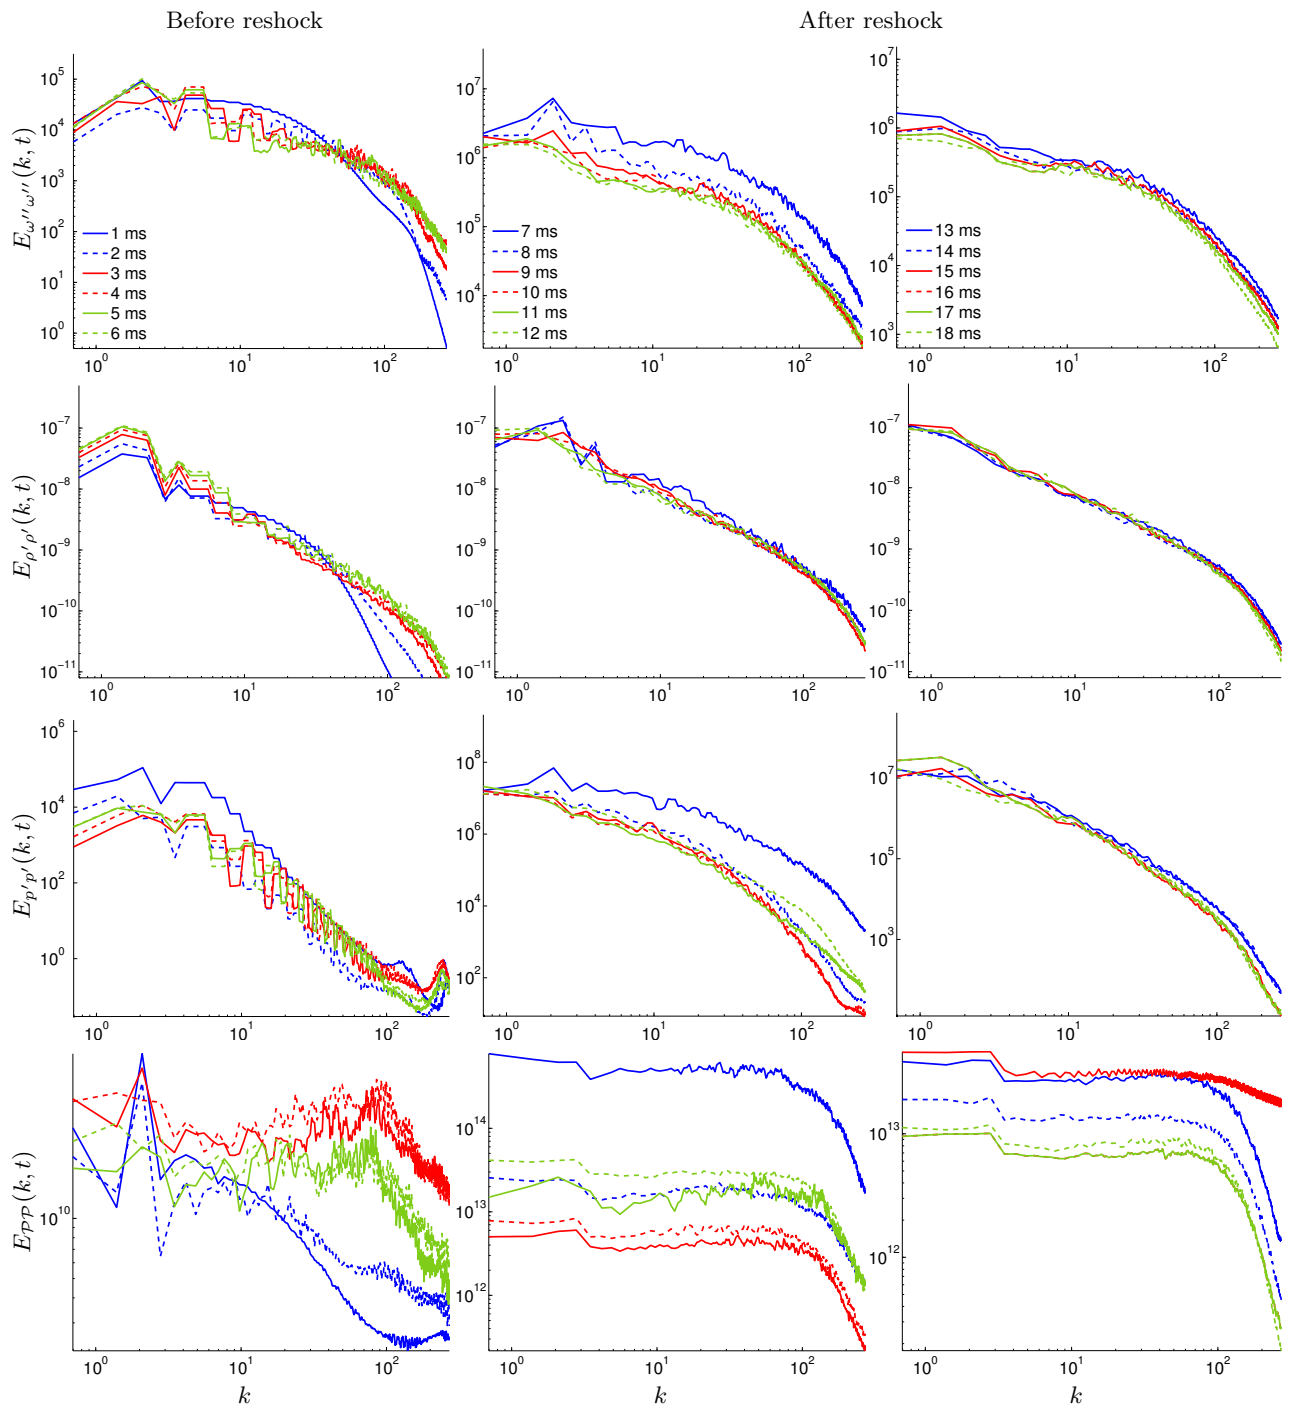 Before reshock
After reshock
E_{ω''ω''}(k, t)
10^5
10^4
10^3
10^2
10^1
10^0
1 ms
2 ms
3 ms
4 ms
5 ms
6 ms
10^0 10^1 10^2
10^7
10^6
10^5
10^4
7 ms
8 ms
9 ms
10 ms
11 ms
12 ms
10^0 10^1 10^2
10^7
10^6
10^5
10^4
10^3
13 ms
14 ms
15 ms
16 ms
17 ms
18 ms
10^0 10^1 10^2
E_{ρ'ρ'}(k, t)
10^{-7}
10^{-8}
10^{-9}
10^{-10}
10^{-11}
10^0 10^1 10^2
10^{-7}
10^{-8}
10^{-9}
10^{-10}
10^{-11}
10^0 10^1 10^2
10^{-7}
10^{-8}
10^{-9}
10^{-10}
10^{-11}
10^0 10^1 10^2
E_{p'p'}(k, t)
10^6
10^4
10^2
10^0
10^0 10^1 10^2
10^8
10^6
10^4
10^2
10^0 10^1 10^2
10^7
10^5
10^3
10^0 10^1 10^2
E_{𝒫𝒫}(k, t)
10^{10}
10^0 10^1 10^2
k
10^{14}
10^{13}
10^{12}
10^0 10^1 10^2
k
10^{13}
10^{12}
10^0 10^1 10^2
k